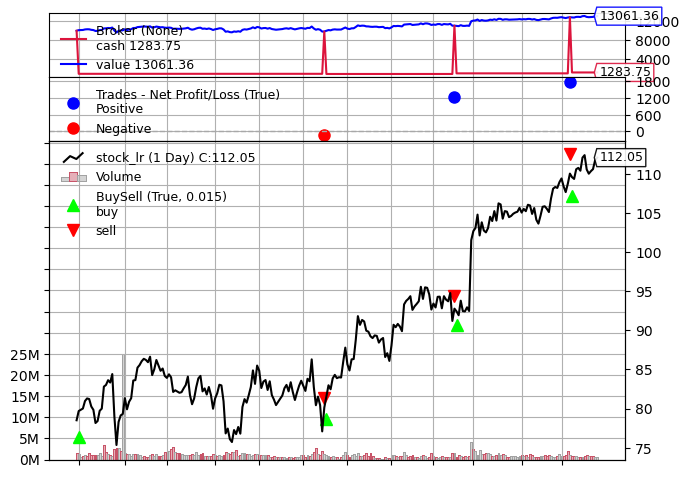 Broker (None)
cash 1283.75
value 13061.36
13061.36
12000
8000
4000
1283.75
Trades - Net Profit/Loss (True)
Positive
Negative
1800
1200
600
0
stock_lr (1 Day) C:112.05
Volume
BuySell (True, 0.015)
buy
sell
112.05
110
105
100
95
90
85
80
75
25M
20M
15M
10M
5M
0M